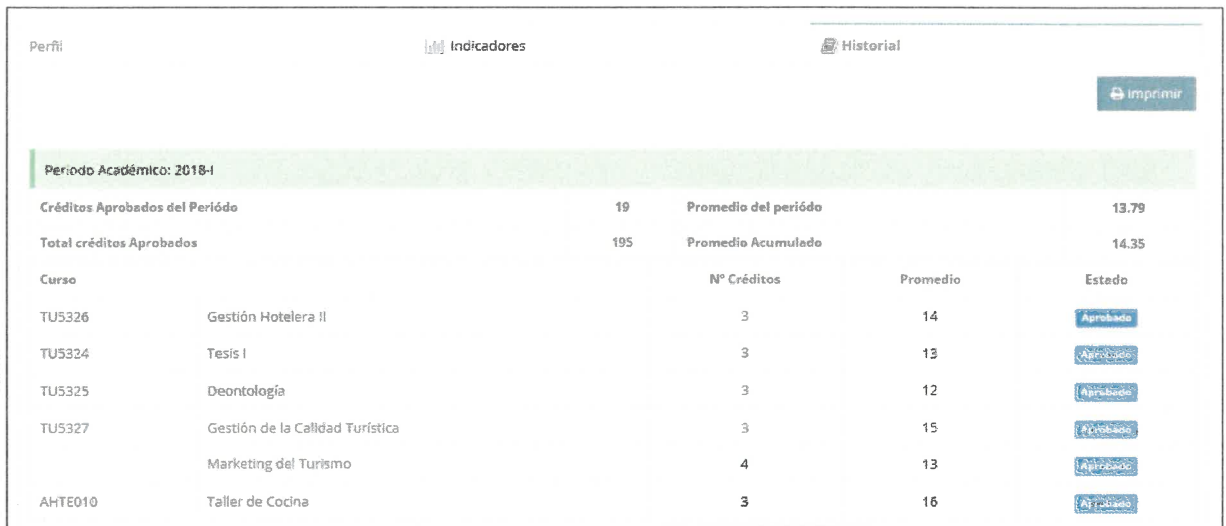 Perfil Indicadores Historial
imprimir
Periodo Académico: 2018-I
Créditos Aprobados del Periódo 19 Promedio del periódo 13.79
Total créditos Aprobados 195 Promedio Acumulado 14.35
Curso N° Créditos Promedio Estado
TU5326 Gestión Hotelera II 3 14 Aprobado
TU5324 Tesis I 3 13 Aprobado
TU5325 Deontología 3 12 Aprobado
TU5327 Gestión de la Calidad Turística 3 15 Aprobado
Marketing del Turismo 4 13 Aprobado
AHTE010 Taller de Cocina 3 16 Aprobado